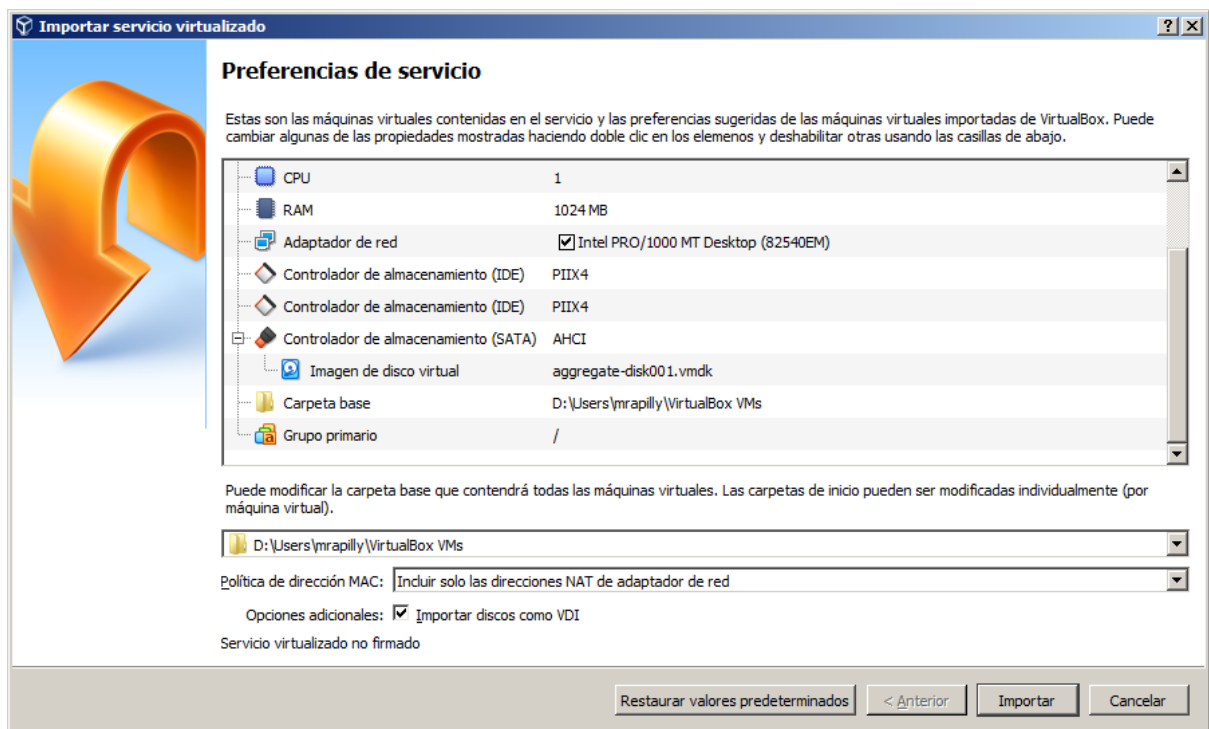 Importar servicio virtualizado
Preferencias de servicio
Estas son las máquinas virtuales contenidas en el servicio y las preferencias sugeridas de las máquinas virtuales importadas de VirtualBox. Puede
cambiar algunas de las propiedades mostradas haciendo doble clic en los elemenos y deshabilitar otras usando las casillas de abajo.
CPU 1
RAM 1024 MB
Adaptador de red Intel PRO/1000 MT Desktop (82540EM)
Controlador de almacenamiento (IDE) PIIX4
Controlador de almacenamiento (IDE) PIIX4
Controlador de almacenamiento (SATA) AHCI
Imagen de disco virtual aggregate-disk001.vmdk
Carpeta base D:\Users\mrapilly\VirtualBox VMs
Grupo primario /
Puede modificar la carpeta base que contendrá todas las máquinas virtuales. Las carpetas de inicio pueden ser modificadas individualmente (por
máquina virtual).
D:\Users\mrapilly\VirtualBox VMs
Política de dirección MAC: Incluir solo las direcciones NAT de adaptador de red
Opciones adicionales: Importar discos como VDI
Servicio virtualizado no firmado
Restaurar valores predeterminados < Anterior Importar Cancelar